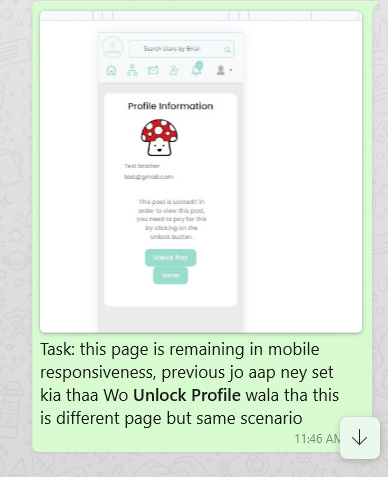 Search Users by Email
Profile Information
Test brother
test@gmail.com
This post is Locked!! in
order to view this post,
you need to pay for this
by clicking on the
Unlock button.
Unlock Post
Home
Task: this page is remaining in mobile
responsiveness, previous jo aap ney set
kia thaa Wo Unlock Profile wala tha this
is different page but same scenario
11:46 AM